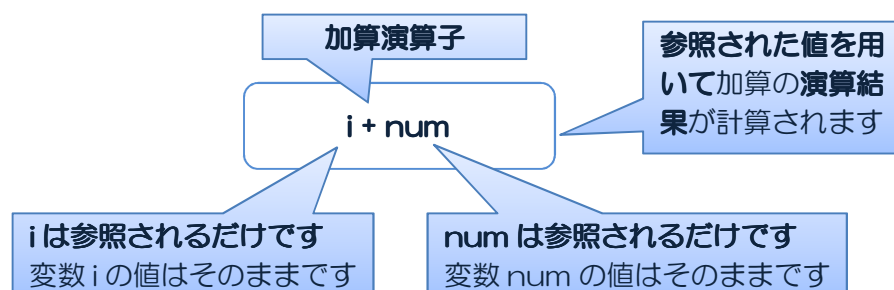 加算演算子
参照された値を用
いて加算の演算結
果が計算されます
i + num
i は参照されるだけです
変数 i の値はそのままです
num は参照されるだけです
変数 num の値はそのままです